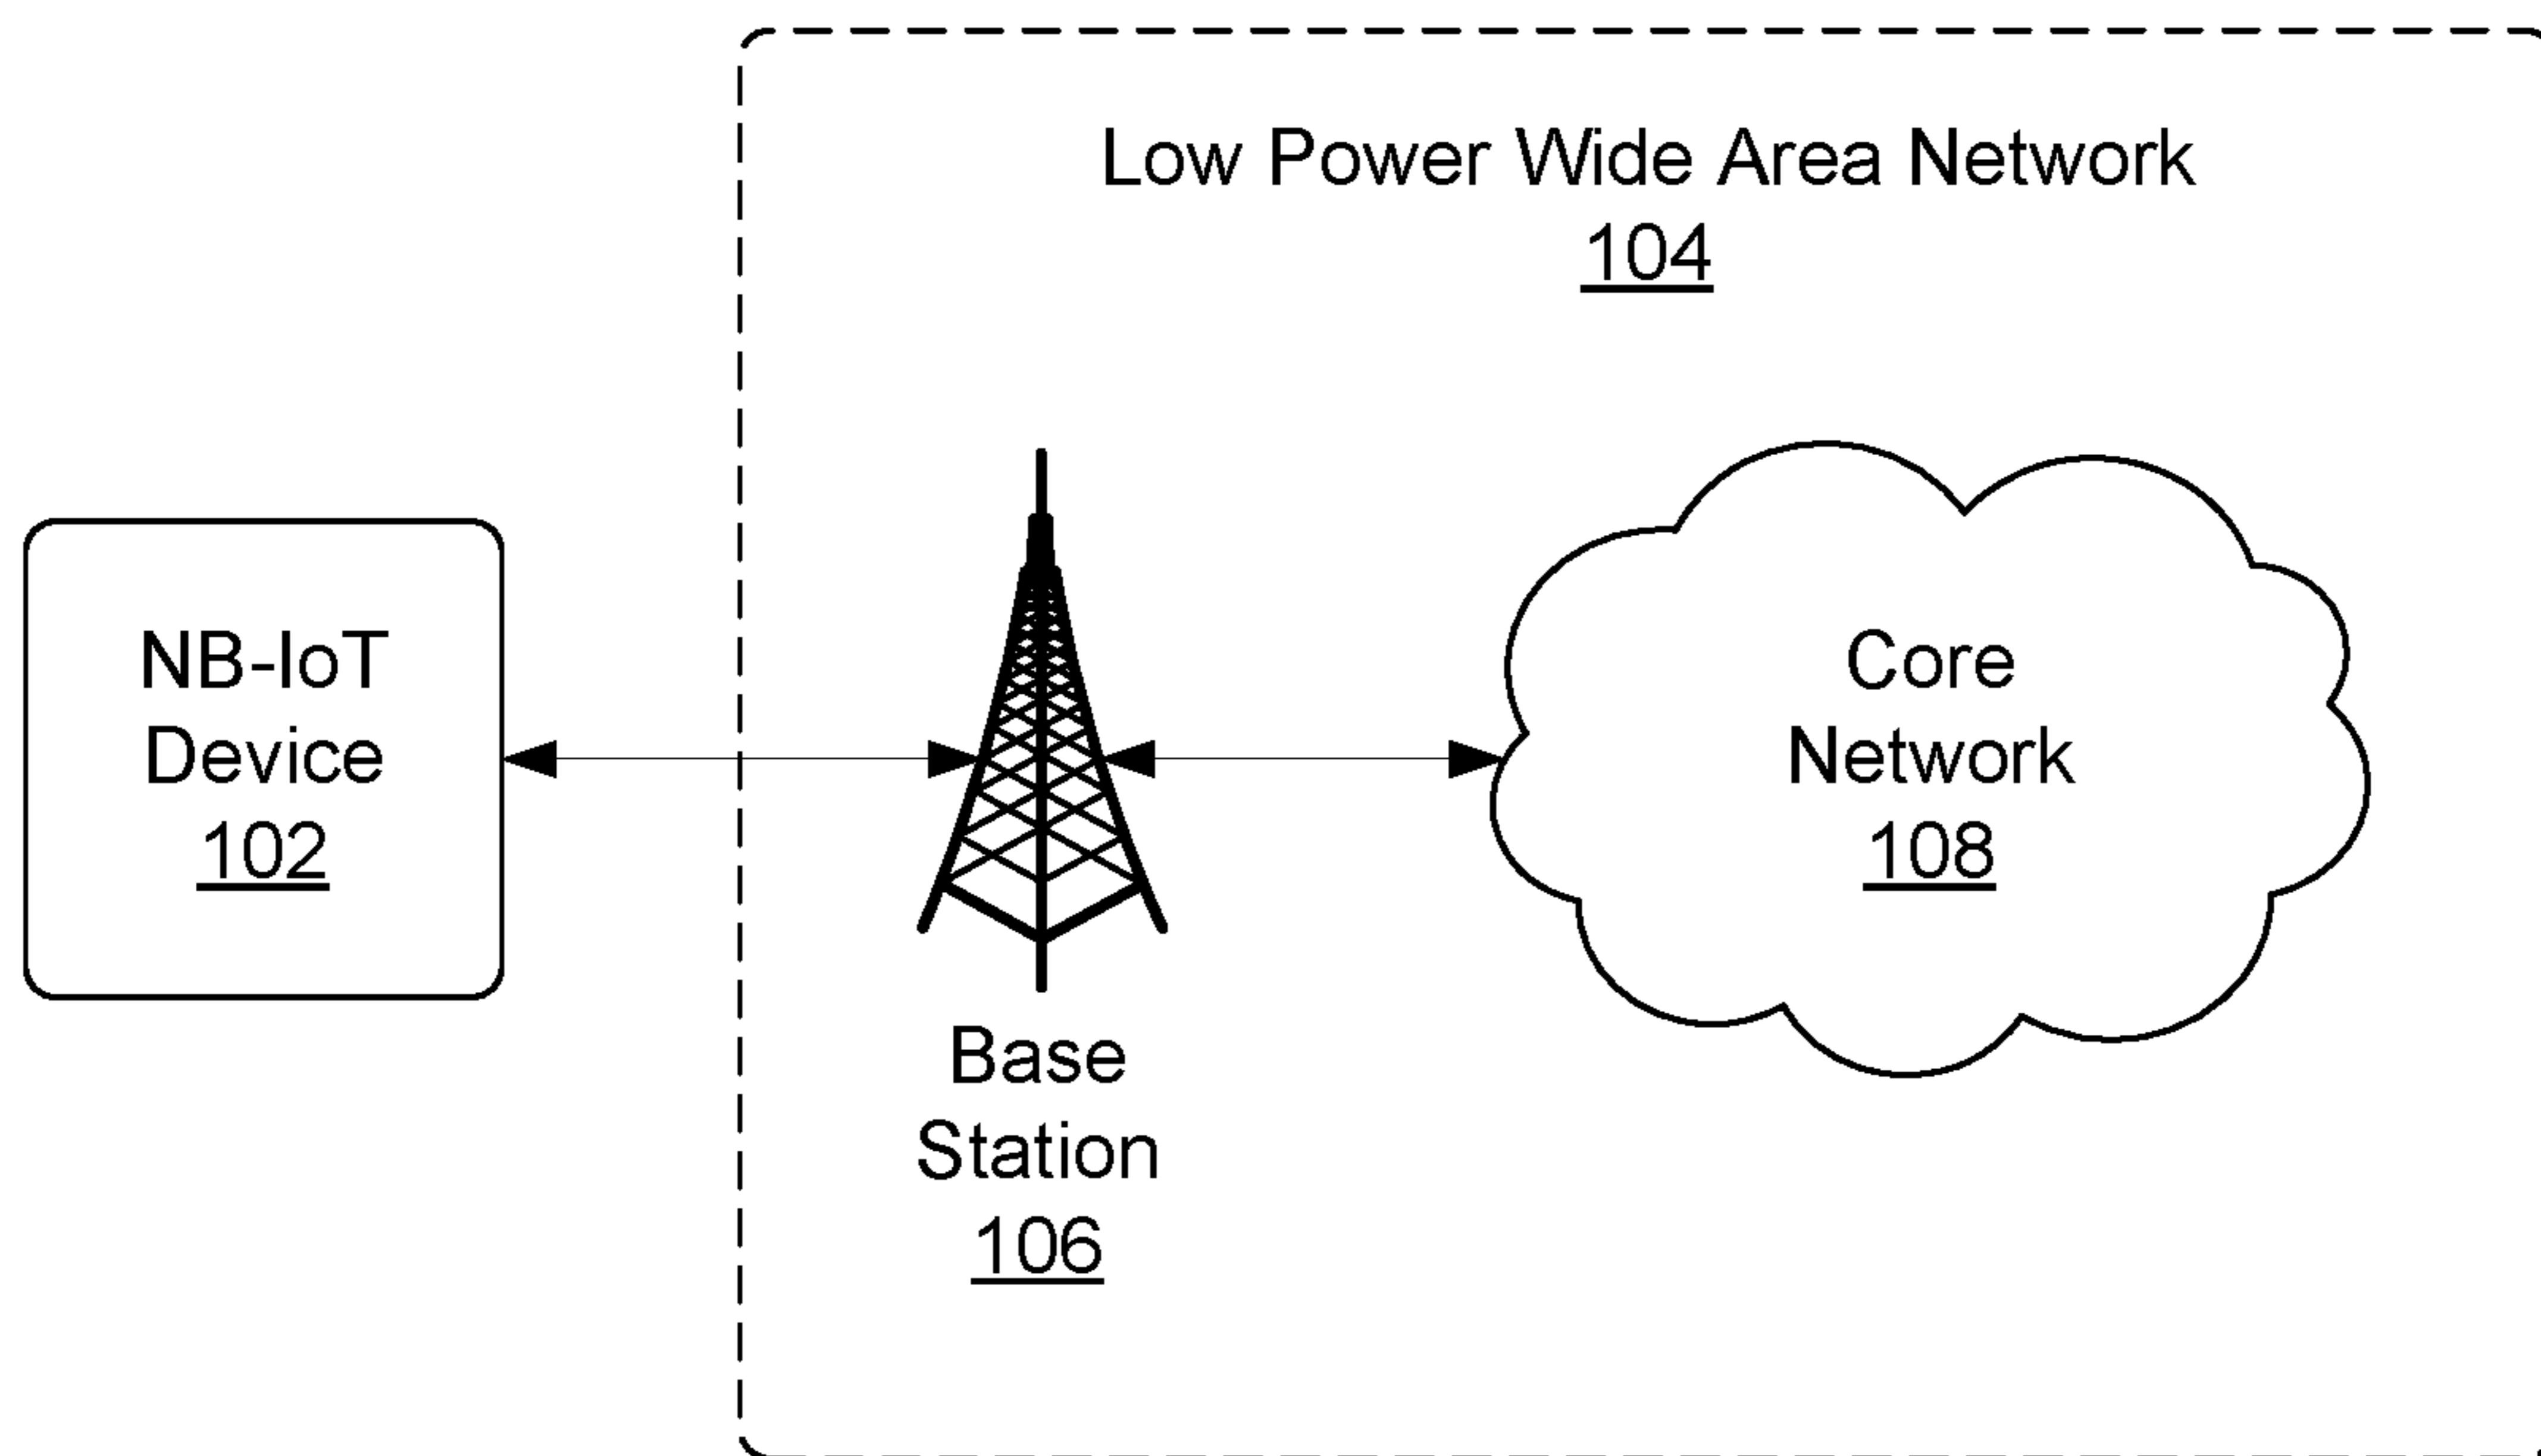 Low Power Wide Area Network
104
NB-IoT
Device
102
Base
Station
106
Core
Network
108